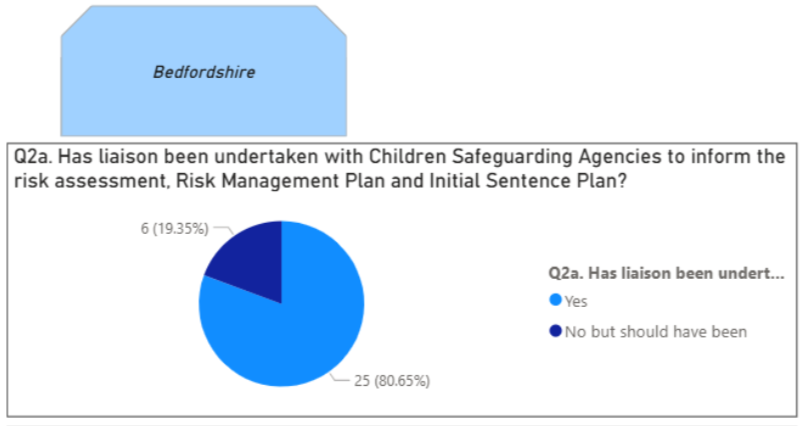 Bedfordshire
Q2a. Has liaison been undertaken with Children Safeguarding Agencies to inform the
risk assessment, Risk Management Plan and Initial Sentence Plan?
6 (19.35%)
25 (80.65%)
Q2a. Has liaison been undert...
Yes
No but should have been